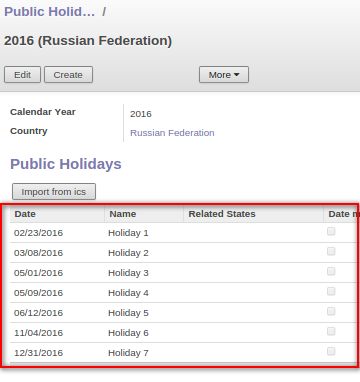 Public Holid... /
2016 (Russian Federation)
Edit Create More
Calendar Year 2016
Country Russian Federation
Public Holidays
Import from ics
Date Name Related States Date m
02/23/2016 Holiday 1
03/08/2016 Holiday 2
05/01/2016 Holiday 3
05/09/2016 Holiday 4
06/12/2016 Holiday 5
11/04/2016 Holiday 6
12/31/2016 Holiday 7